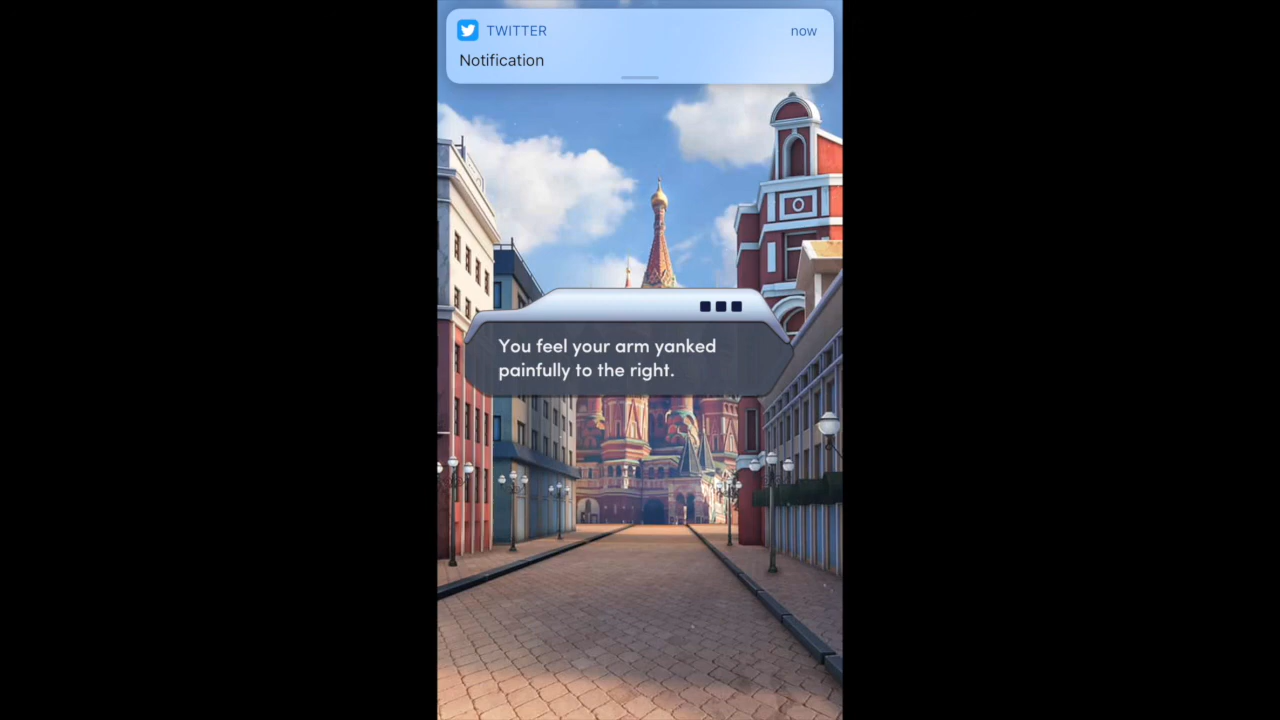 TWITTER
now
Notification
You feel your arm yanked
painfully to the right.